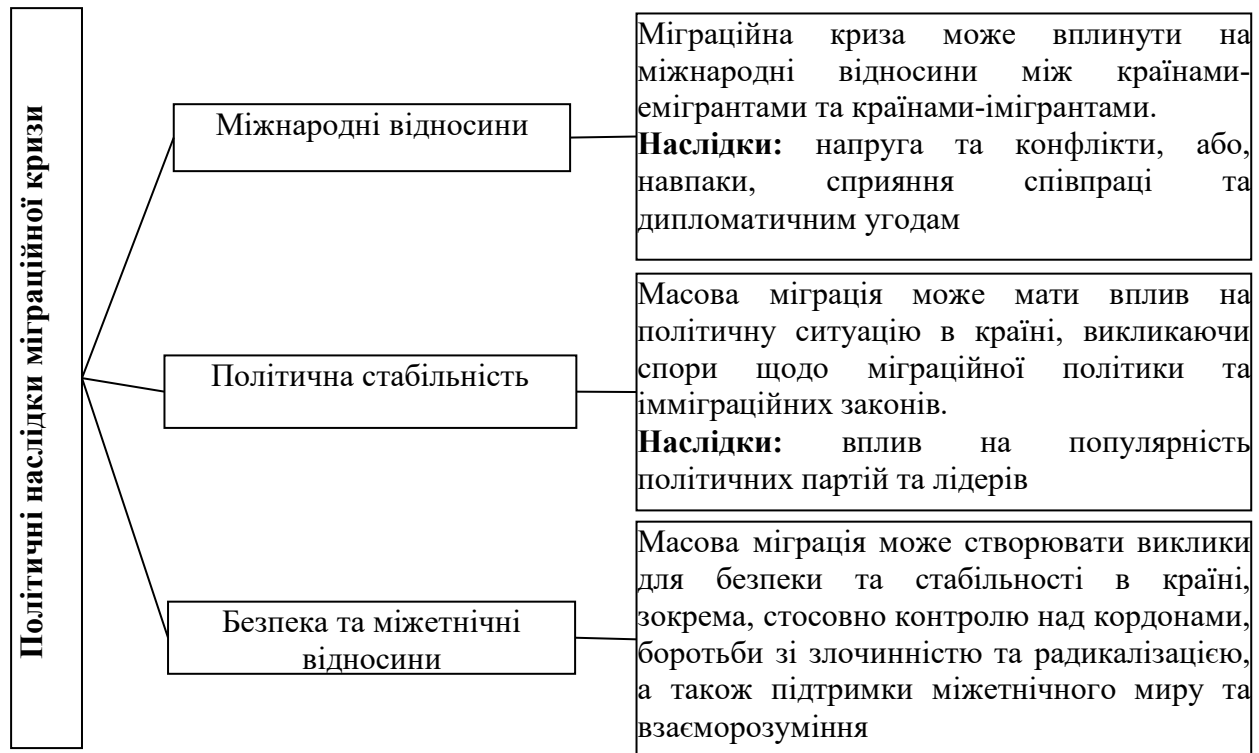 Політичні наслідки міграційної кризи
Міжнародні відносини
Міграційна криза може вплинути на
міжнародні відносини між країнами-
емігрантами та країнами-імігрантами.
Наслідки: напруга та конфлікти, або,
навпаки, сприяння співпраці та
дипломатичним угодам
Політична стабільність
Масова міграція може мати вплив на
політичну ситуацію в країні, викликаючи
спори щодо міграційної політики та
імміграційних законів.
Наслідки: вплив на популярність
політичних партій та лідерів
Безпека та міжетнічні
відносини
Масова міграція може створювати виклики
для безпеки та стабільності в країні,
зокрема, стосовно контролю над кордонами,
боротьби зі злочинністю та радикалізацією,
а також підтримки міжетнічного миру та
взаєморозуміння